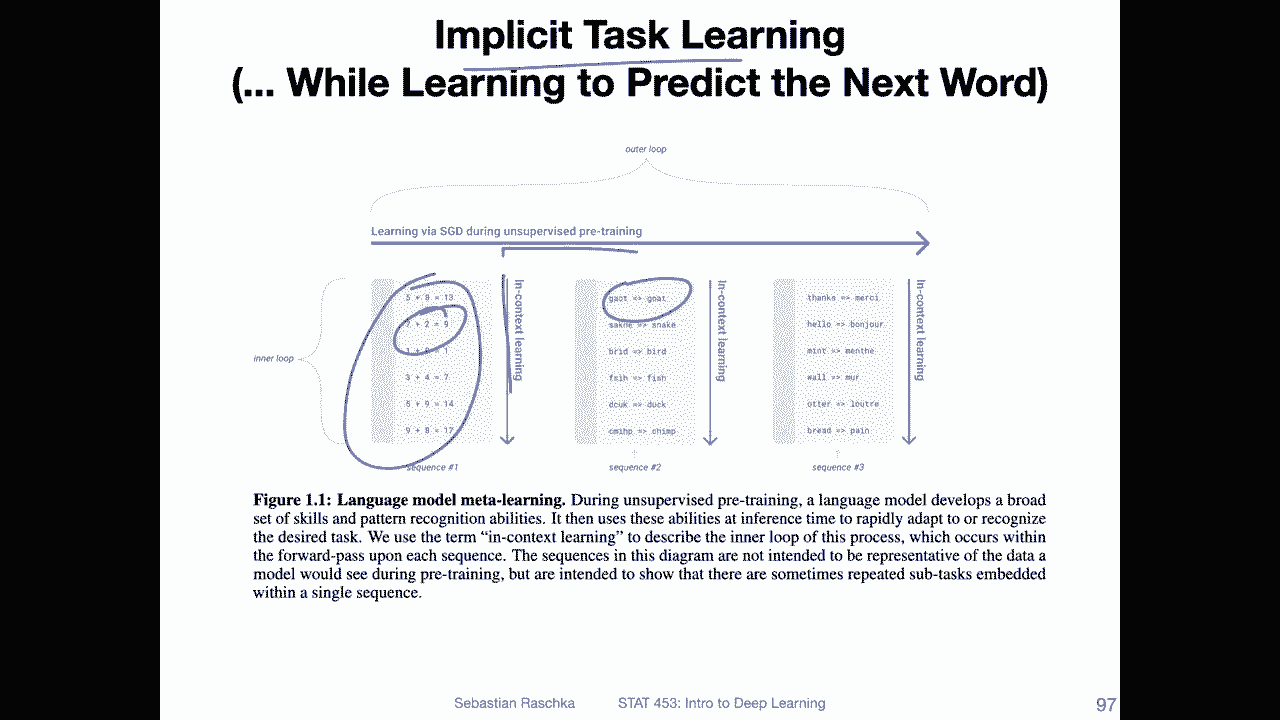 Implicit Task Learning
(... While Learning to Predict the Next Word)
outer loop
Learning via SGD during unsupervised pre-training
inner loop
5 + 8 = 13
7 + 2 = 9
1 + 0 = 1
3 + 4 = 7
5 + 9 = 14
9 + 8 = 17
In-context learning
sequence #1
gaot => goat
sakne => snake
brid => bird
fsih => fish
dcuk => duck
cmihp => chimp
In-context learning
sequence #2
thanks => merci
hello => bonjour
mint => menthe
wall => mur
otter => loutre
bread => pain
In-context learning
sequence #3
Figure 1.1: Language model meta-learning. During unsupervised pre-training, a language model develops a broad
set of skills and pattern recognition abilities. It then uses these abilities at inference time to rapidly adapt to or recognize
the desired task. We use the term “in-context learning” to describe the inner loop of this process, which occurs within
the forward-pass upon each sequence. The sequences in this diagram are not intended to be representative of the data a
model would see during pre-training, but are intended to show that there are sometimes repeated sub-tasks embedded
within a single sequence.
Sebastian Raschka STAT 453: Intro to Deep Learning 97